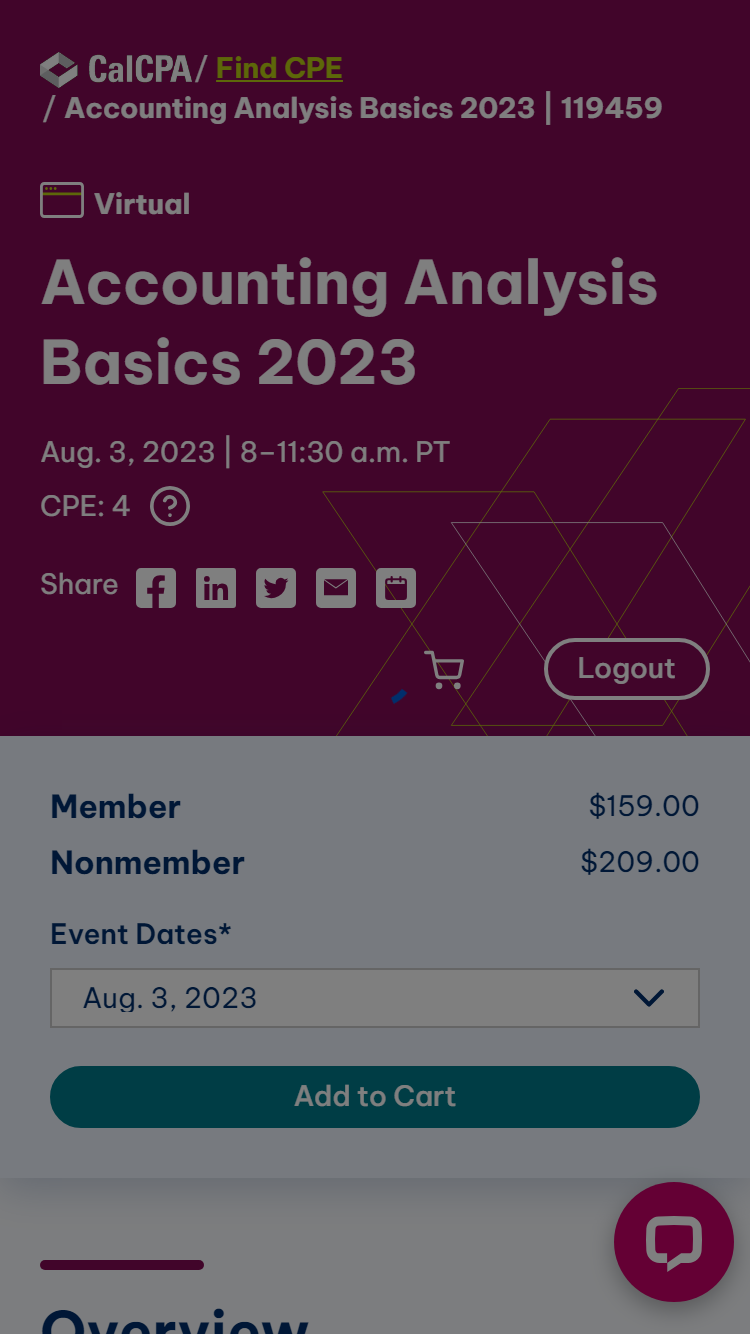 CalCPA / Find CPE
/ Accounting Analysis Basics 2023 | 119459
Virtual
Accounting Analysis
Basics 2023
Aug. 3, 2023 | 8–11:30 a.m. PT
CPE: 4 ?
Share
Logout
Member $159.00
Nonmember $209.00
Event Dates*
Aug. 3, 2023
Add to Cart
Overview